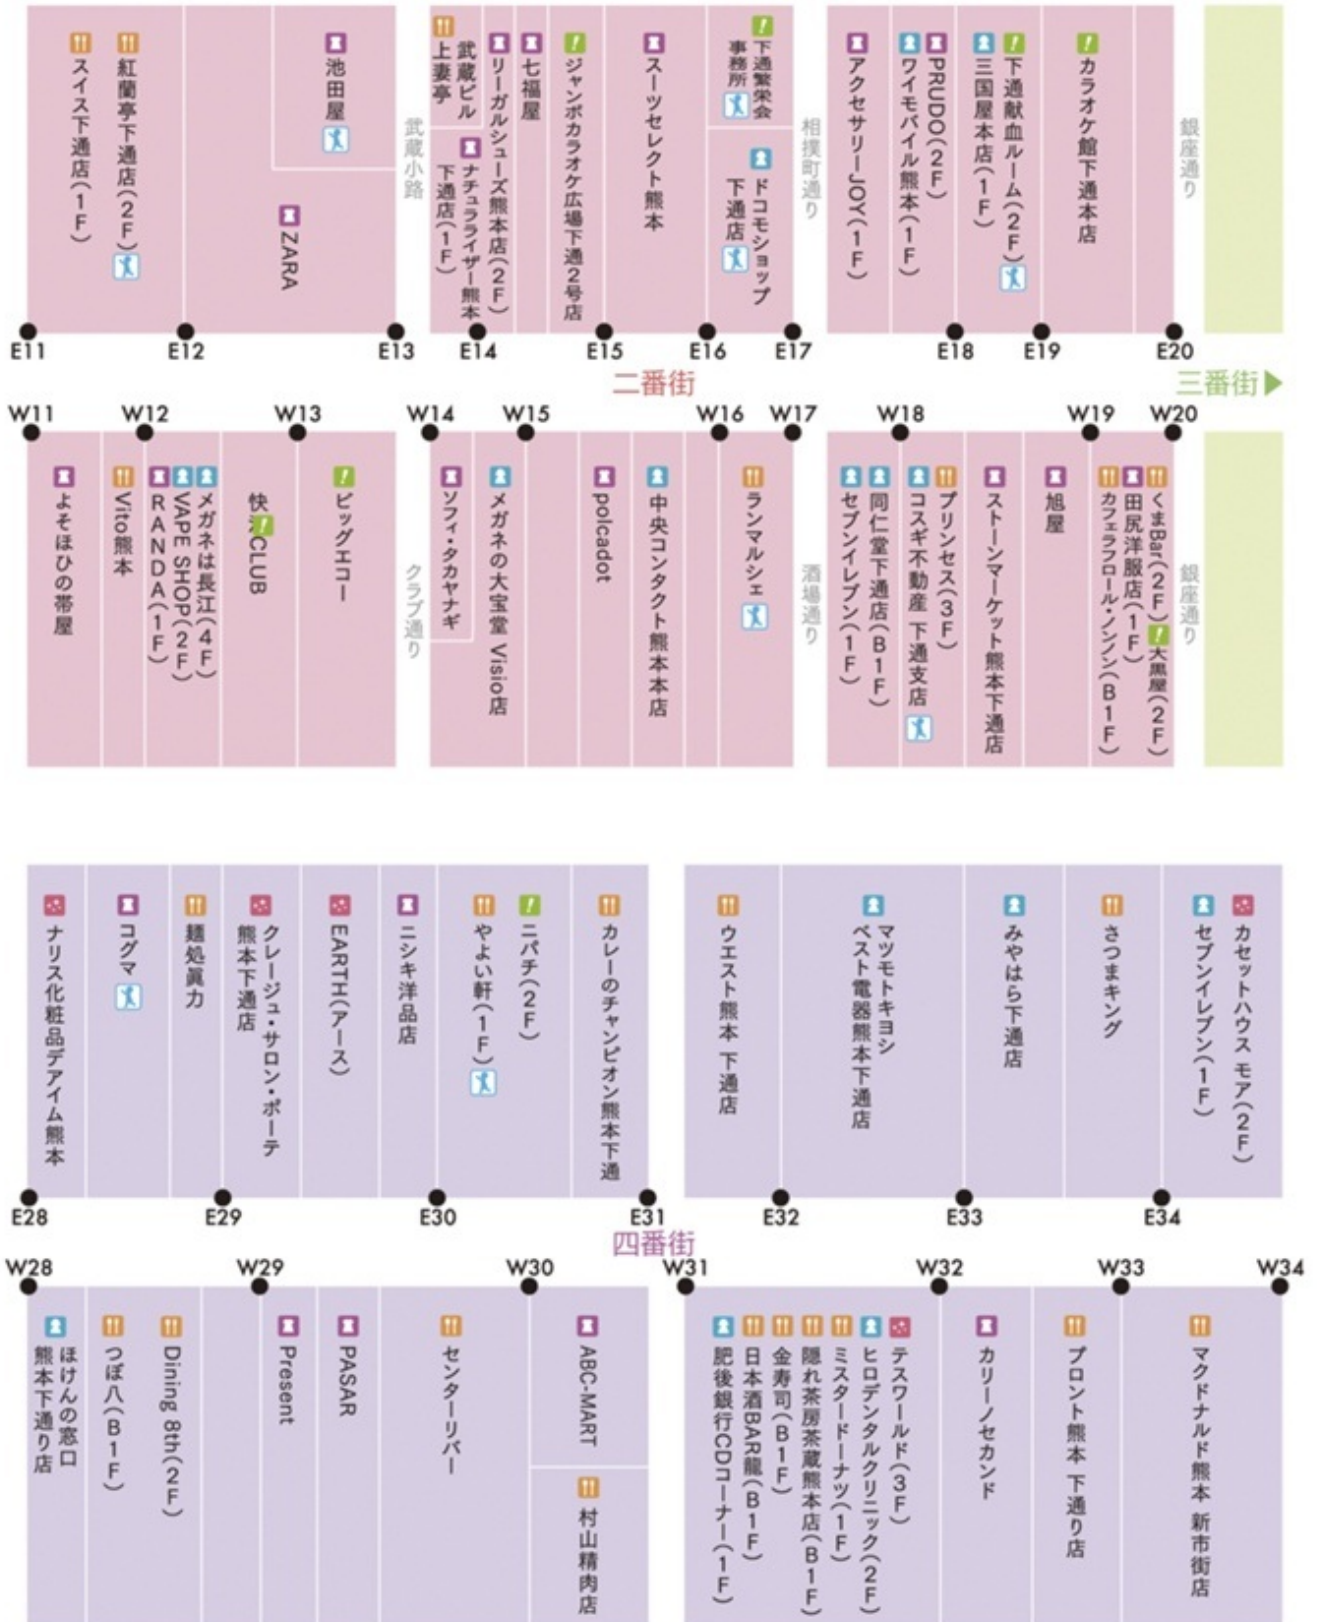 スイス下通店(1F)
紅蘭亭下通店(2F)
池田屋
ZARA
武蔵小路
武蔵ビル
上妻亭
ナチュラライザー熊本
下通店(1F)
リーガルシューズ熊本店(2F)
七福屋
ジャンボカラオケ広場下通2号店
スーツセレクト熊本
下通繁栄会
事務所
ドコモショップ
下通店
相撲町通り
アクセサリーJOY(1F)
ワイモバイル熊本(1F)
PRUDO(2F)
三国屋本店(1F)
下通献血ルーム(2F)
カラオケ館下通本店
銀座通り
E11
E12
E13
E14
E15
E16
E17
E18
E19
E20
二番街
三番街
W11
W12
W13
W14
W15
W16
W17
W18
W19
W20
よそほひの帯屋
Vito熊本
RANDA(1F)
VAPE SHOP(2F)
メガネは長江(4F)
CLUB
ビッグエコー
クラブ通り
ソフィ・タカヤナギ
メガネの大宝堂 Visio店
polcadot
中央コンタクト熊本本店
ランマルシェ
酒場通り
セブンイレブン(1F)
同仁堂下通店(B1F)
コスギ不動産 下通支店
プリンセス(3F)
ストーンマーケット熊本下通店
旭屋
カフェラフロール・ノンノン(B1F)
田尻洋服店(1F)
くまBar(2F)
大黒屋(2F)
銀座通り
ナリス化粧品デアイム熊本
コグマ
麺処眞力
クレージュ・サロン・ボーテ
熊本下通店
EARTH(アース)
ニシキ洋品店
やよい軒(1F)
ニパチ(2F)
カレーのチャンピオン熊本下通
ウエスト熊本 下通店
マツモトキヨシ
ベスト電器熊本下通店
みやはら下通店
さつまキング
セブンイレブン(1F)
カセットハウス モア(2F)
E28
E29
E30
E31
E32
E33
E34
四番街
W28
W29
W30
W31
W32
W33
W34
ほけんの窓口
熊本下通り店
つぼ八(B1F)
Dining 8th(2F)
Present
PASAR
センターリバー
ABC-MART
村山精肉店
肥後銀行CDコーナー(1F)
日本酒BAR龍(B1F)
金寿司(B1F)
隠れ茶房茶蔵熊本店(B1F)
ミスタードーナツ(1F)
ヒロデンタルクリニック(2F)
テスワールド(3F)
カリーノセカンド
プロント熊本 下通り店
マクドナルド熊本 新市街店